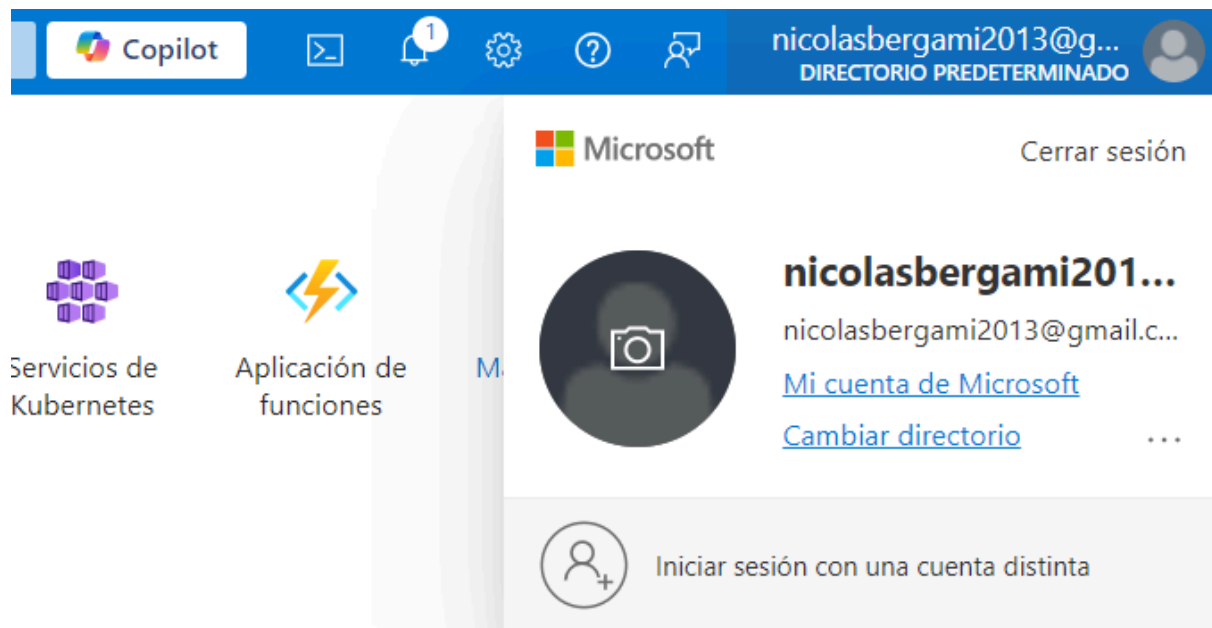 Copilot
1
nicolasbergami2013@g...
DIRECTORIO PREDETERMINADO
Microsoft
Cerrar sesión
nicolasbergami201...
nicolasbergami2013@gmail.c...
Mi cuenta de Microsoft
Cambiar directorio
...
Servicios de
Kubernetes
Aplicación de
funciones
Iniciar sesión con una cuenta distinta